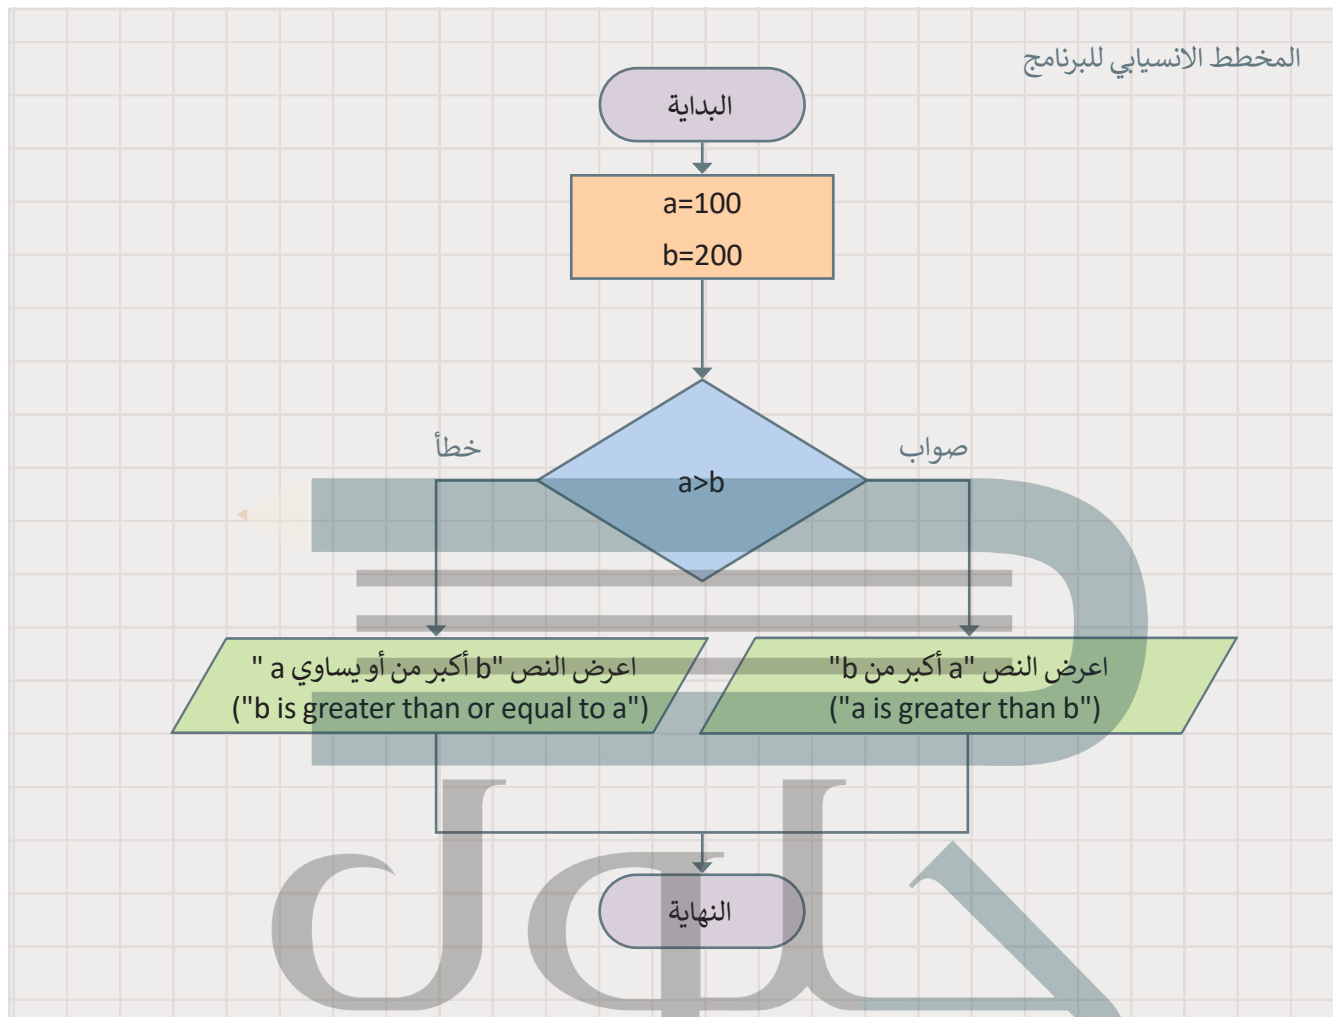 المخطط الانسيابي للبرنامج
البداية
a=100
b=200
a>b
صواب
خطأ
اعرض النص "a أكبر من b"
("a is greater than b")
اعرض النص "b أكبر من أو يساوي a "
("b is greater than or equal to a")
النهاية
حلول